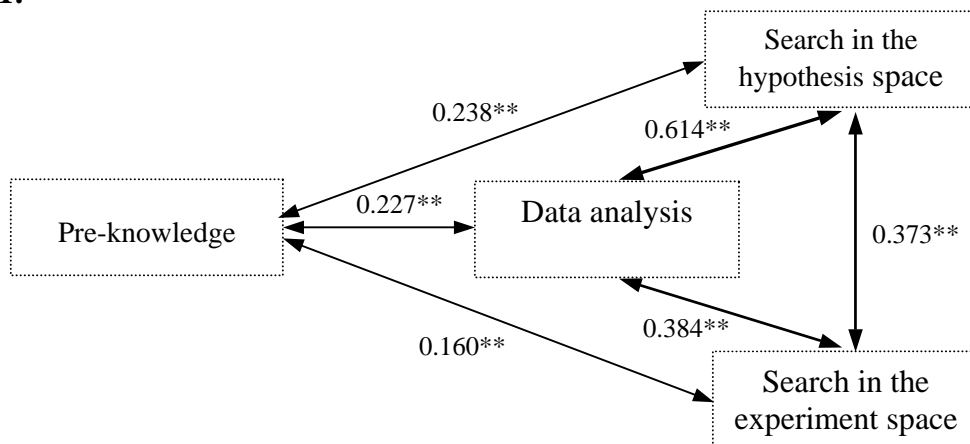 Search in the
hypothesis space
0.238**
0.614**
Pre-knowledge
0.227**
Data analysis
0.373**
0.384**
0.160**
Search in the
experiment space